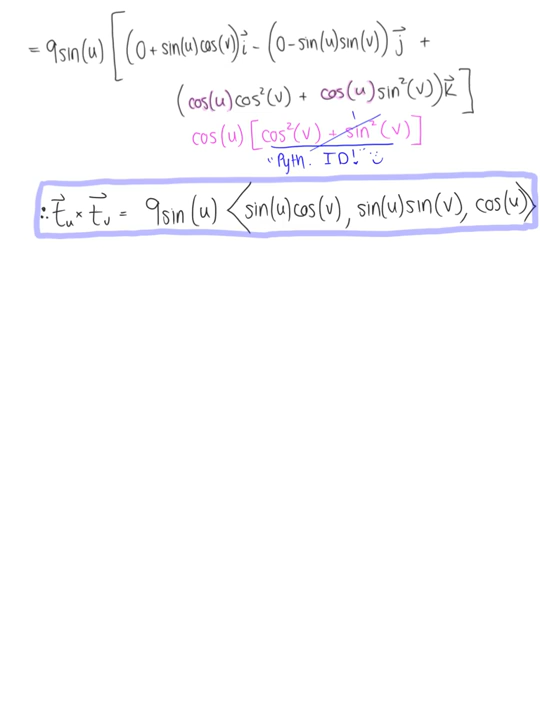 = 9sin(u) [ (0 + sin(u)cos(v)) i⃗ - (0 - sin(u)sin(v)) j⃗ +
(cos(u)cos²(v) + cos(u)sin²(v)) k⃗ ]
1
cos(u) [cos²(v) + sin²(v)]
"Pyth. ID!" :)
∴ t⃗ᵤ × t⃗ᵥ = 9sin(u) <sin(u)cos(v), sin(u)sin(v), cos(u)>